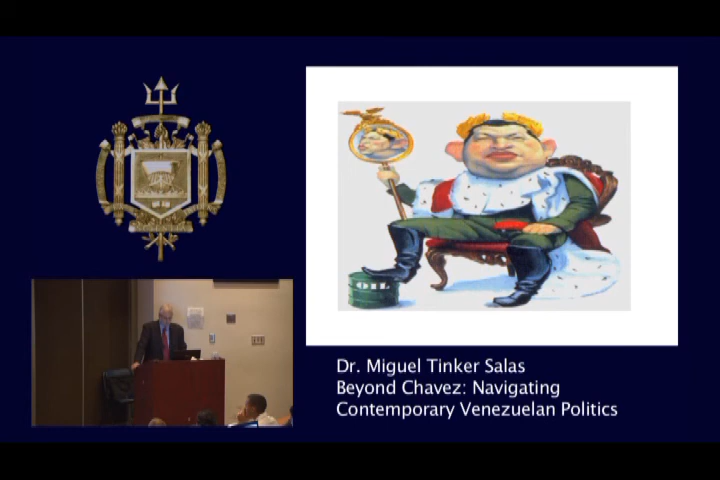 OIL
Dr. Miguel Tinker Salas
Beyond Chavez: Navigating
Contemporary Venezuelan Politics